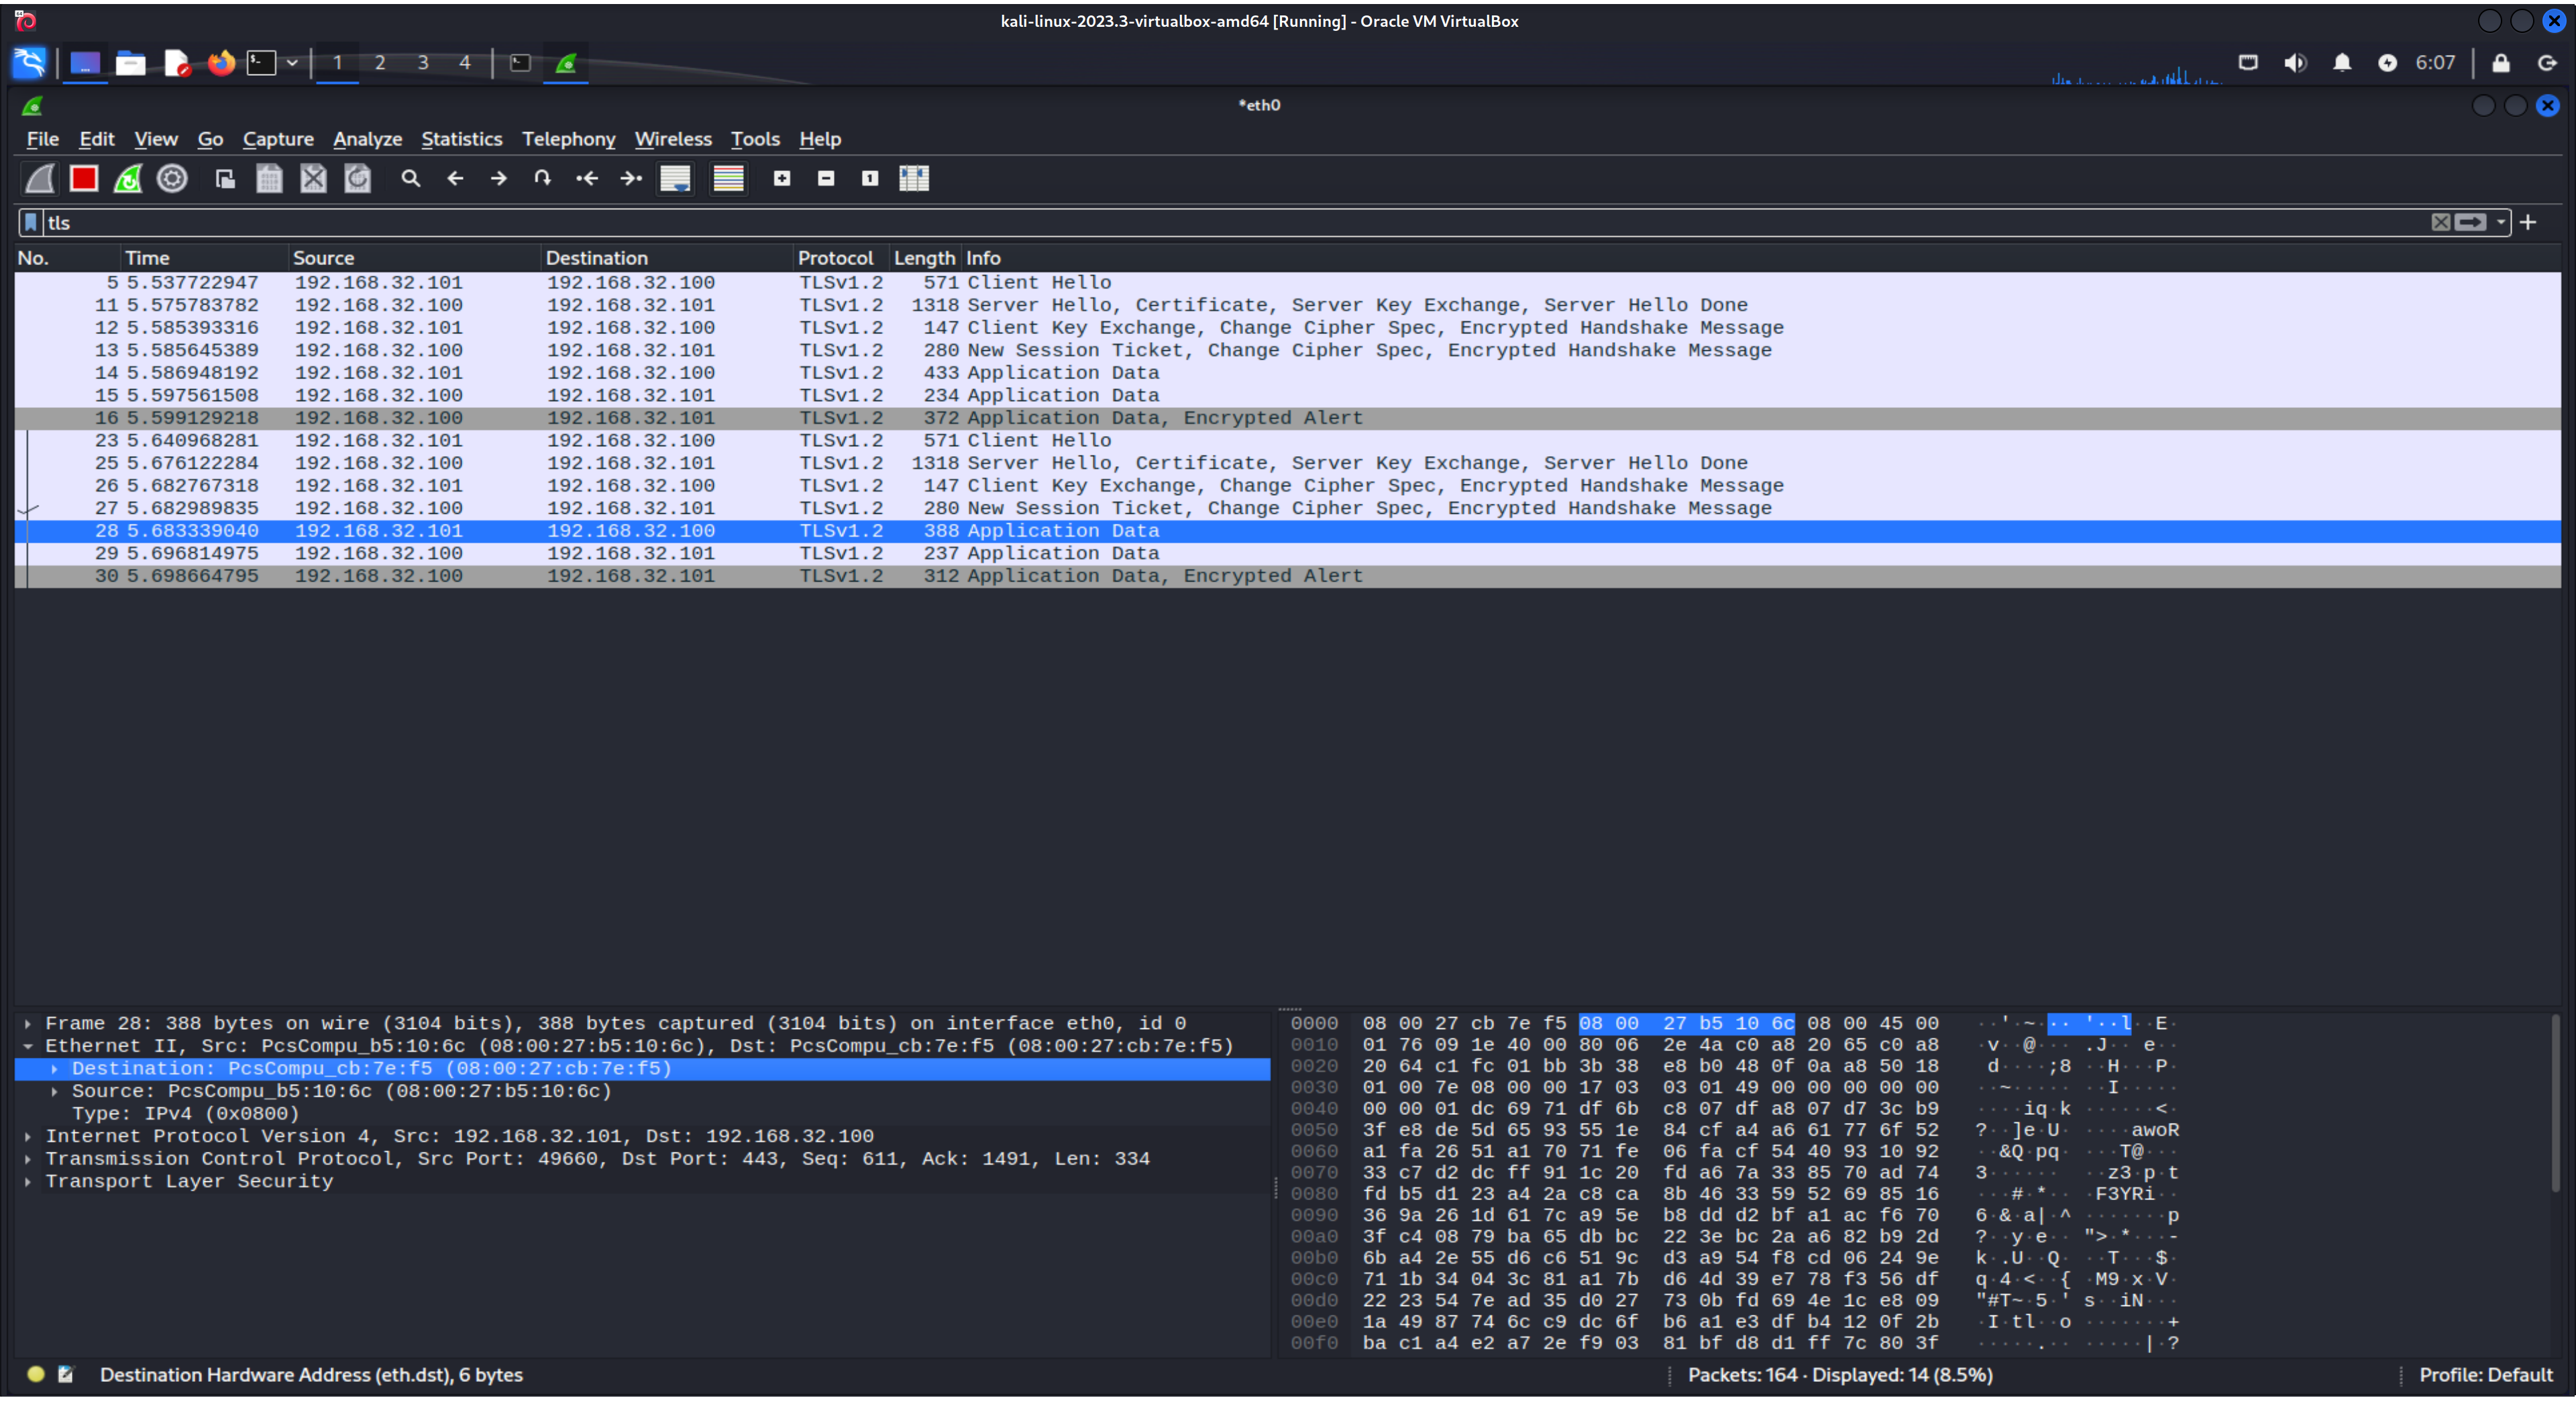 kali-linux-2023.3-virtualbox-amd64 [Running] - Oracle VM VirtualBox
1 2 3 4 6:07
*eth0
File Edit View Go Capture Analyze Statistics Telephony Wireless Tools Help
tls
No. Time Source Destination Protocol Length Info
5 5.537722947 192.168.32.101 192.168.32.100 TLSv1.2 571 Client Hello
11 5.575783782 192.168.32.100 192.168.32.101 TLSv1.2 1318 Server Hello, Certificate, Server Key Exchange, Server Hello Done
12 5.585393316 192.168.32.101 192.168.32.100 TLSv1.2 147 Client Key Exchange, Change Cipher Spec, Encrypted Handshake Message
13 5.585645389 192.168.32.100 192.168.32.101 TLSv1.2 280 New Session Ticket, Change Cipher Spec, Encrypted Handshake Message
14 5.586948192 192.168.32.101 192.168.32.100 TLSv1.2 433 Application Data
15 5.597561508 192.168.32.100 192.168.32.101 TLSv1.2 234 Application Data
16 5.599129218 192.168.32.100 192.168.32.101 TLSv1.2 372 Application Data, Encrypted Alert
23 5.640968281 192.168.32.101 192.168.32.100 TLSv1.2 571 Client Hello
25 5.676122284 192.168.32.100 192.168.32.101 TLSv1.2 1318 Server Hello, Certificate, Server Key Exchange, Server Hello Done
26 5.682767318 192.168.32.101 192.168.32.100 TLSv1.2 147 Client Key Exchange, Change Cipher Spec, Encrypted Handshake Message
27 5.682989835 192.168.32.100 192.168.32.101 TLSv1.2 280 New Session Ticket, Change Cipher Spec, Encrypted Handshake Message
28 5.683339040 192.168.32.101 192.168.32.100 TLSv1.2 388 Application Data
29 5.696814975 192.168.32.100 192.168.32.101 TLSv1.2 237 Application Data
30 5.698664795 192.168.32.100 192.168.32.101 TLSv1.2 312 Application Data, Encrypted Alert
Frame 28: 388 bytes on wire (3104 bits), 388 bytes captured (3104 bits) on interface eth0, id 0
Ethernet II, Src: PcsCompu_b5:10:6c (08:00:27:b5:10:6c), Dst: PcsCompu_cb:7e:f5 (08:00:27:cb:7e:f5)
Destination: PcsCompu_cb:7e:f5 (08:00:27:cb:7e:f5)
Source: PcsCompu_b5:10:6c (08:00:27:b5:10:6c)
Type: IPv4 (0x0800)
Internet Protocol Version 4, Src: 192.168.32.101, Dst: 192.168.32.100
Transmission Control Protocol, Src Port: 49660, Dst Port: 443, Seq: 611, Ack: 1491, Len: 334
Transport Layer Security
0000 08 00 27 cb 7e f5 08 00 27 b5 10 6c 08 00 45 00 ··'·~··· '··l··E·
0010 01 76 09 1e 40 00 80 06 2e 4a c0 a8 20 65 c0 a8 ·v··@··· .J·· e··
0020 20 64 c1 fc 01 bb 3b 38 e8 b0 48 0f 0a a8 50 18  d····;8 ··H···P·
0030 01 00 7e 08 00 00 17 03 03 01 49 00 00 00 00 00 ··~····· ··I·····
0040 00 00 01 dc 69 71 df 6b c8 07 df a8 07 d7 3c b9 ····iq·k ······<·
0050 3f e8 de 5d 65 93 55 1e 84 cf a4 a6 61 77 6f 52 ?··]e·U· ····awoR
0060 a1 fa 26 51 a1 70 71 fe 06 fa cf 54 40 93 10 92 ··&Q·pq· ···T@···
0070 33 c7 d2 dc ff 91 1c 20 fd a6 7a 33 85 70 ad 74 3······  ··z3·p·t
0080 fd b5 d1 23 a4 2a c8 ca 8b 46 33 59 52 69 85 16 ···#·*·· ·F3YRi··
0090 36 9a 26 1d 61 7c a9 5e b8 dd d2 bf a1 ac f6 70 6·&·a|·^ ·······p
00a0 3f c4 08 79 ba 65 db bc 22 3e bc 2a a6 82 b9 2d ?··y·e·· ">·*···-
00b0 6b a4 2e 55 d6 c6 51 9c d3 a9 54 f8 cd 06 24 9e k·.U··Q· ··T···$·
00c0 71 1b 34 04 3c 81 a1 7b d6 4d 39 e7 78 f3 56 df q·4·<··{ ·M9·x·V·
00d0 22 23 54 7e ad 35 d0 27 73 0b fd 69 4e 1c e8 09 "#T~·5·' s··iN···
00e0 1a 49 87 74 6c c9 dc 6f b6 a1 e3 df b4 12 0f 2b ·I·tl··o ·······+
00f0 ba c1 a4 e2 a7 2e f9 03 81 bf d8 d1 ff 7c 80 3f ·····.·· ·····|·?
Destination Hardware Address (eth.dst), 6 bytes Packets: 164 · Displayed: 14 (8.5%) Profile: Default